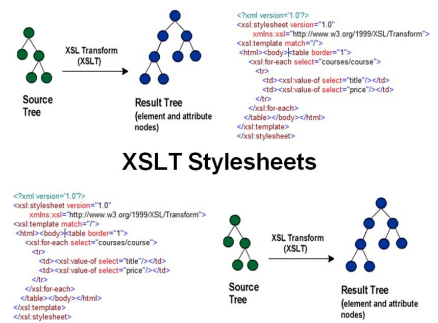 XSL Transform
(XSLT)
Source
Tree
Result Tree
(element and attribute
nodes)
<?xml version="1.0"?>
<xsl:stylesheet version="1.0"
xmlns:xsl="http://www.w3.org/1999/XSL/Transform">
<xsl:template match="/">
<html><body><table border="1">
<xsl:for-each select="courses/course">
<tr>
<td><xsl:value-of select="title"/></td>
<td><xsl:value-of select="price"/></td>
</tr>
</xsl:for-each>
</table></body></html>
</xsl:template>
</xsl:stylesheet>
XSLT Stylesheets
<?xml version="1.0"?>
<xsl:stylesheet version="1.0"
xmlns:xsl="http://www.w3.org/1999/XSL/Transform">
<xsl:template match="/">
<html><body><table border="1">
<xsl:for-each select="courses/course">
<tr>
<td><xsl:value-of select="title"/></td>
<td><xsl:value-of select="price"/></td>
</tr>
</xsl:for-each>
</table></body></html>
</xsl:template>
</xsl:stylesheet>
XSL Transform
(XSLT)
Source
Tree
Result Tree
(element and attribute
nodes)